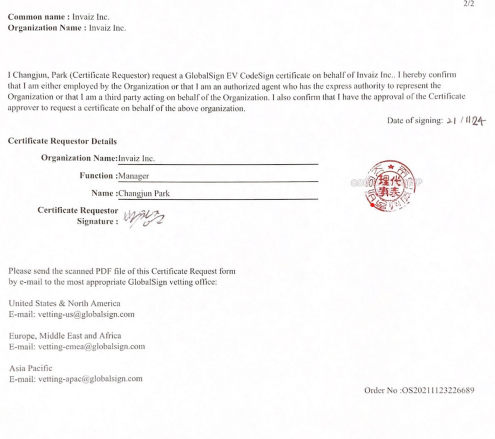 2/2
Common name : Invaiz Inc.
Organization Name : Invaiz Inc.
I Changjun, Park (Certificate Requestor) request a GlobalSign EV CodeSign certificate on behalf of Invaiz Inc.. I hereby confirm
that I am either employed by the Organization or that I am an authorized agent who has the express authority to represent the
Organization or that I am a third party acting on behalf of the Organization. I also confirm that I have the approval of the Certificate
approver to request a certificate on behalf of the above organization.
Date of signing: 21 / 11 24
Certificate Requestor Details
Organization Name:Invaiz Inc.
Function :Manager
Name :Changjun Park
Certificate Requestor
Signature :
Please send the scanned PDF file of this Certificate Request form
by e-mail to the most appropriate GlobalSign vetting office:
United States & North America
E-mail: vetting-us@globalsign.com
Europe, Middle East and Africa
E-mail: vetting-emea@globalsign.com
Asia Pacific
E-mail: vetting-apac@globalsign.com
Order No :OS20211123226689